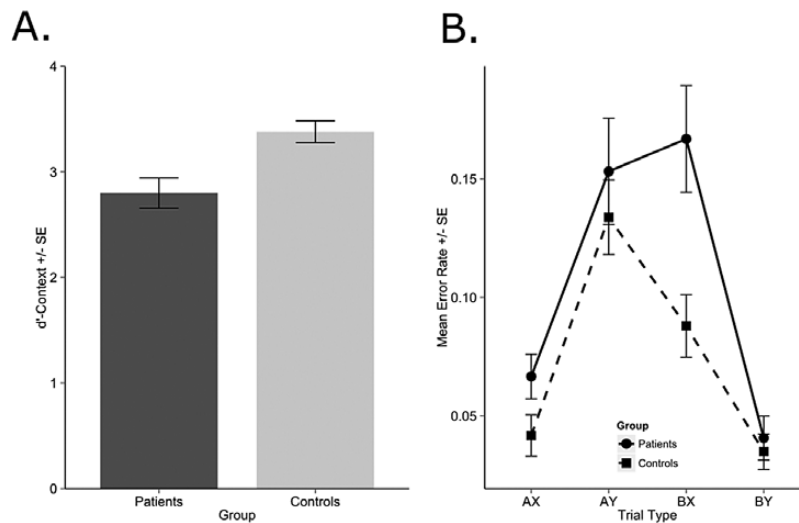 A.
4
3
2
1
0
d'-Context +/- SE
Patients
Controls
Group
B.
0.15
0.10
0.05
Mean Error Rate +/- SE
Group
Patients
Controls
AX
AY
BX
BY
Trial Type